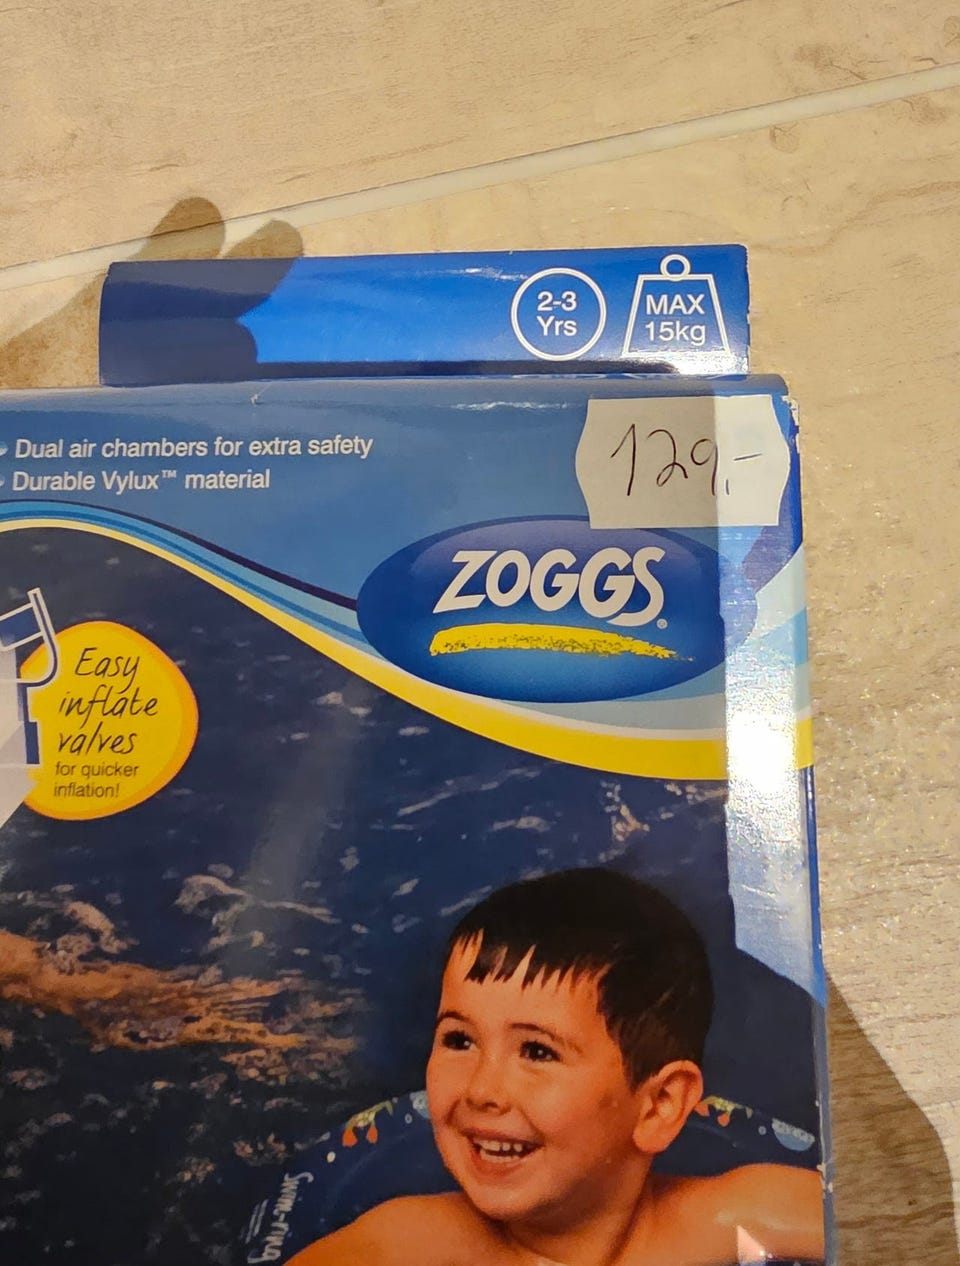 2-3
Yrs
MAX
15kg
Dual air chambers for extra safety
Durable Vylux™ material
129,-
ZOGGS®
Easy
inflate
valves
for quicker
inflation!
Swim-ring